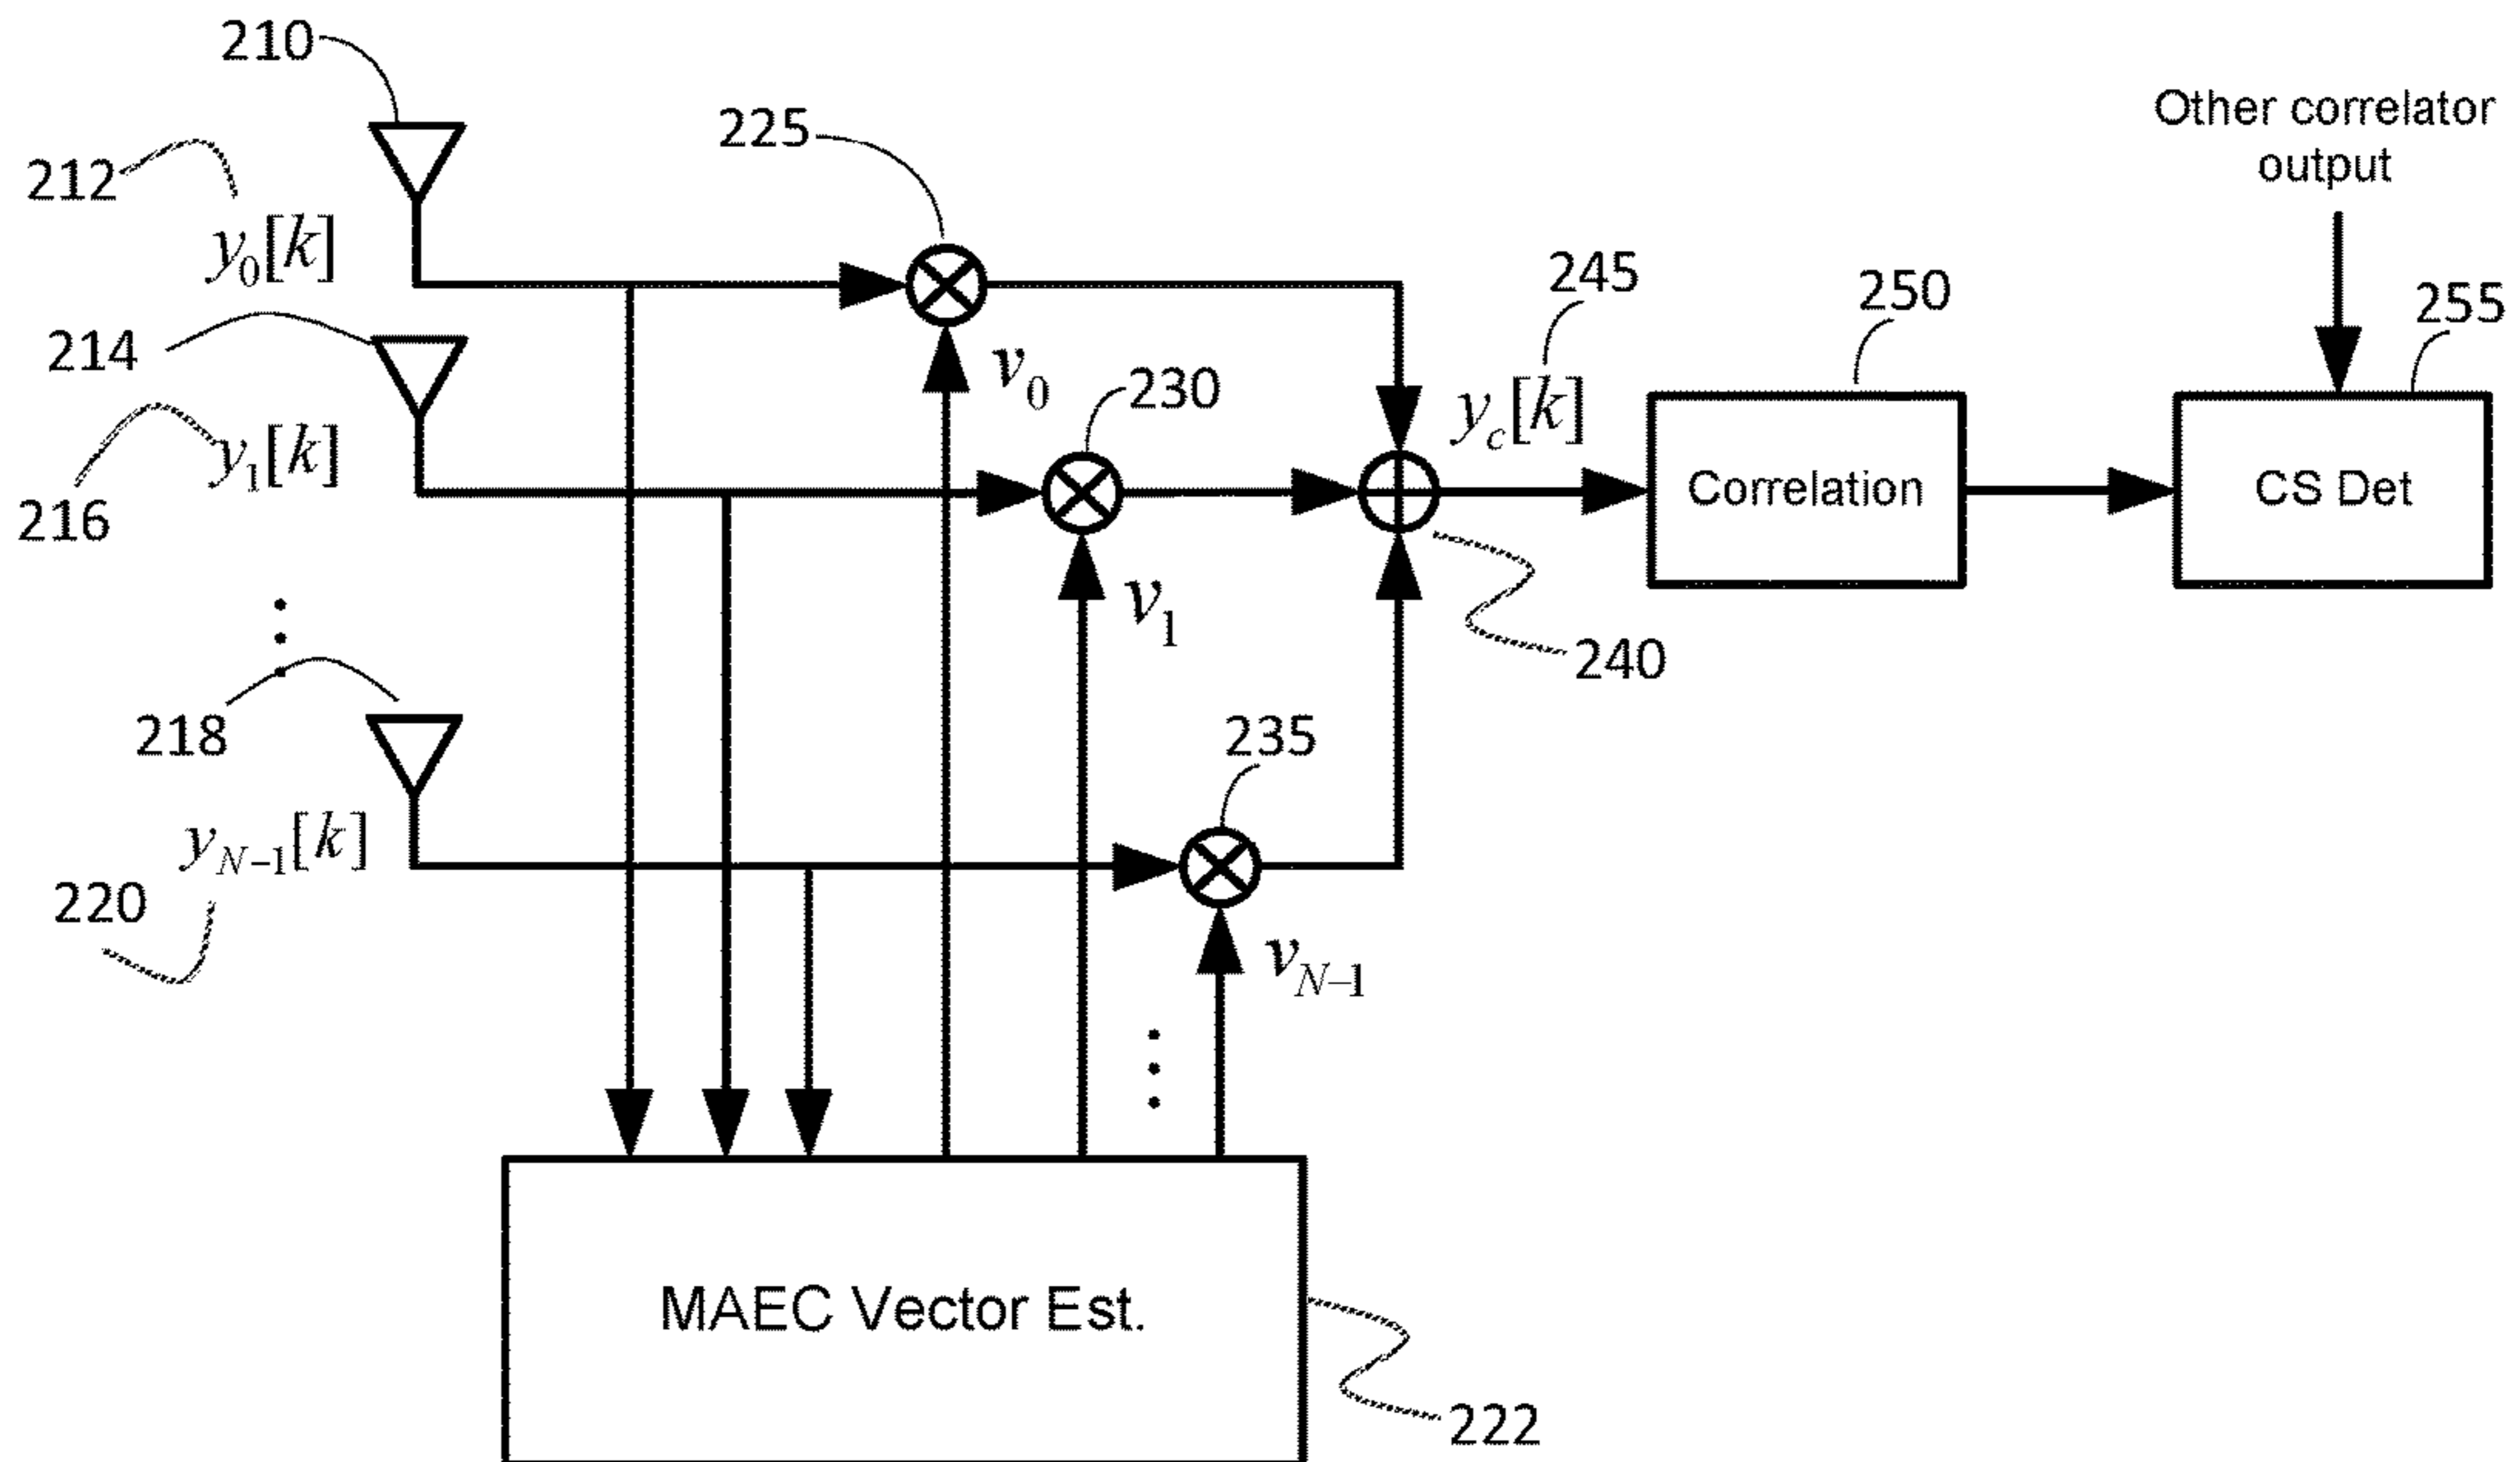 210
212
y0[k]
225
Other correlator
output
214
y1[k]
216
v0
230
245
yc[k]
250
255
Correlation
CS Det
v1
240
218
yN-1[k]
220
235
vN-1
MAEC Vector Est.
222